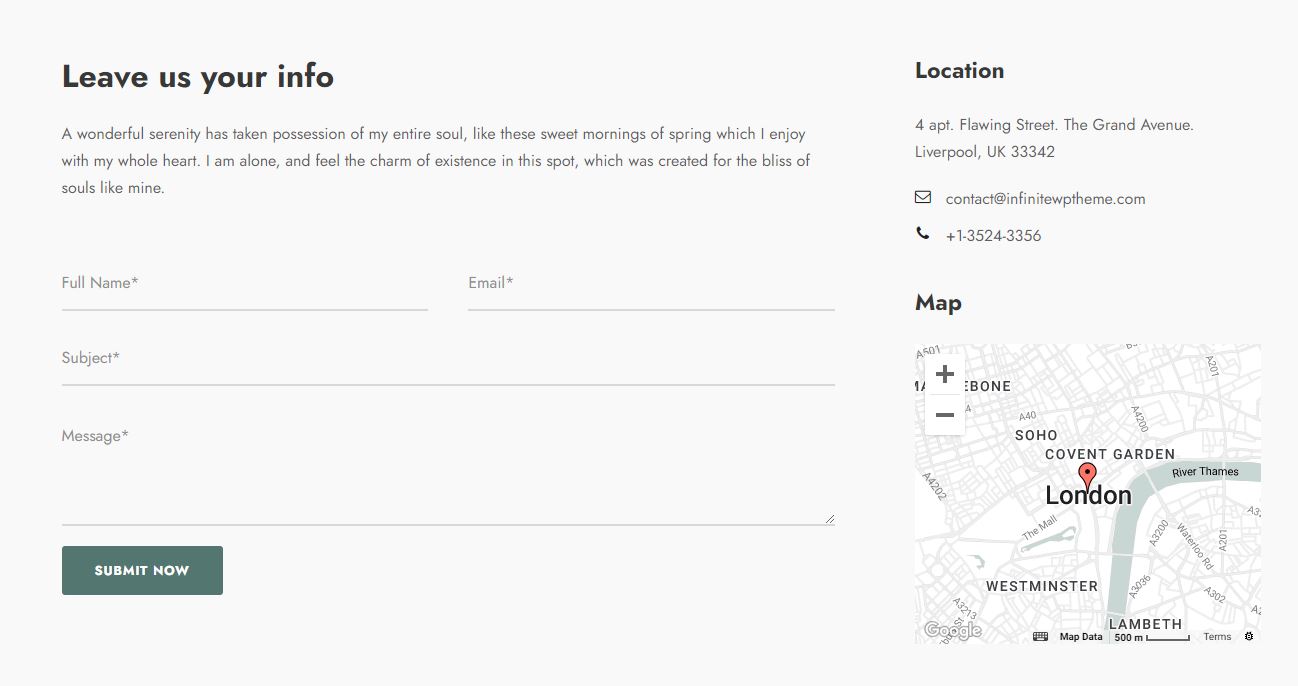 Leave us your info
A wonderful serenity has taken possession of my entire soul, like these sweet mornings of spring which I enjoy
with my whole heart. I am alone, and feel the charm of existence in this spot, which was created for the bliss of
souls like mine.
Full Name*
Email*
Subject*
Message*
SUBMIT NOW
Location
4 apt. Flawing Street. The Grand Avenue.
Liverpool, UK 33342
contact@infinitewptheme.com
+1-3524-3356
Map
A501
A201
EBONE
A40
A4200
SOHO
COVENT GARDEN
River Thames
A4202
London
The Mall
A3200
Waterloo Rd
A201
WESTMINSTER
A3036
A302
A3213
LAMBETH
Google
Map Data
500 m
Terms